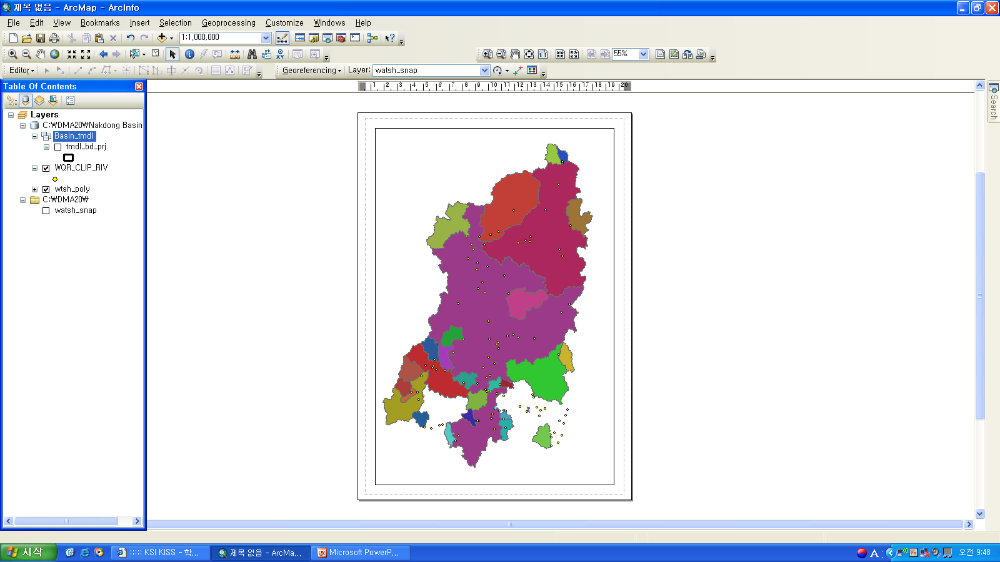 제목 없음 - ArcMap - ArcInfo
File Edit View Bookmarks Insert Selection Geoprocessing Customize Windows Help
1:1,000,000
55%
Editor Georeferencing Layer: watsh_snap
Table Of Contents
1 2 3 4 5 6 7 8 9 10 11 12 13 14 15 16 17 18 19 20
Search
Layers
C:\DMA20\Nakdong Basin
Basin_tmdl
tmdl_bd_prj
WQR_CLIP_RIV
wtsh_poly
C:\DMA20\
watsh_snap
시작
::::: KSI KISS - 학...
제목 없음 - ArcMa...
Microsoft PowerP...
A
오전 9:48